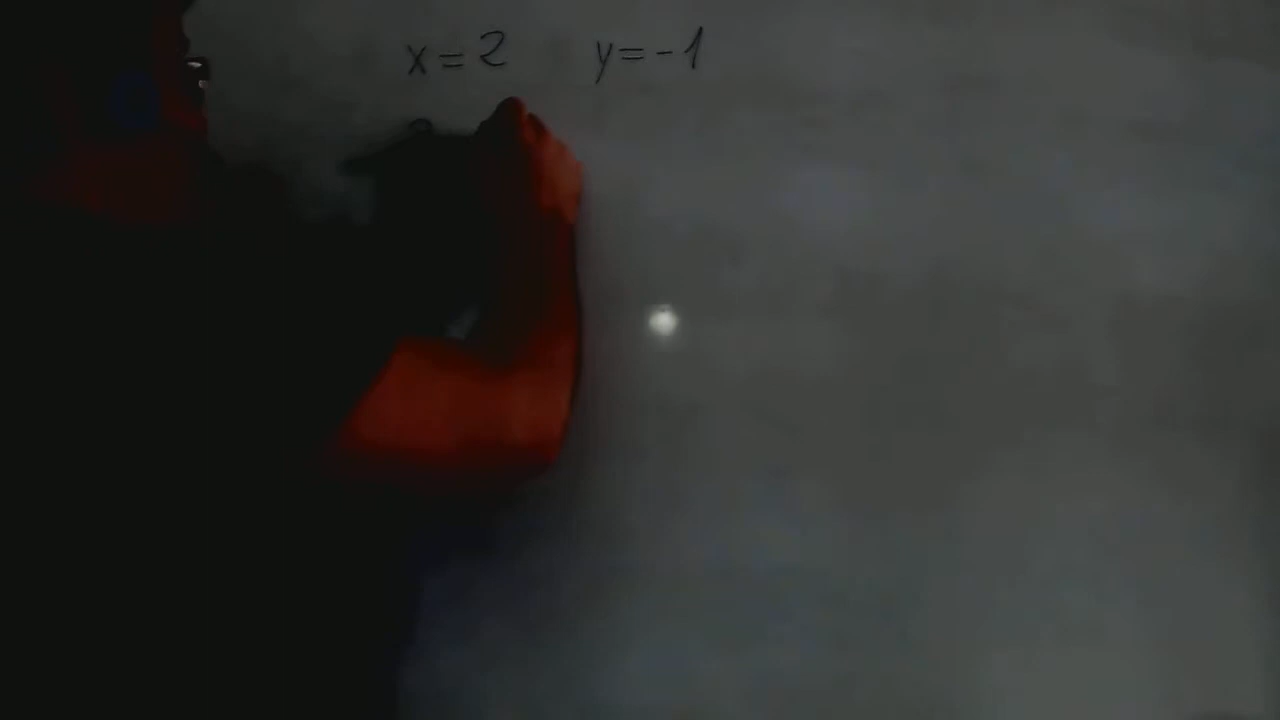 x = 2 y = -1